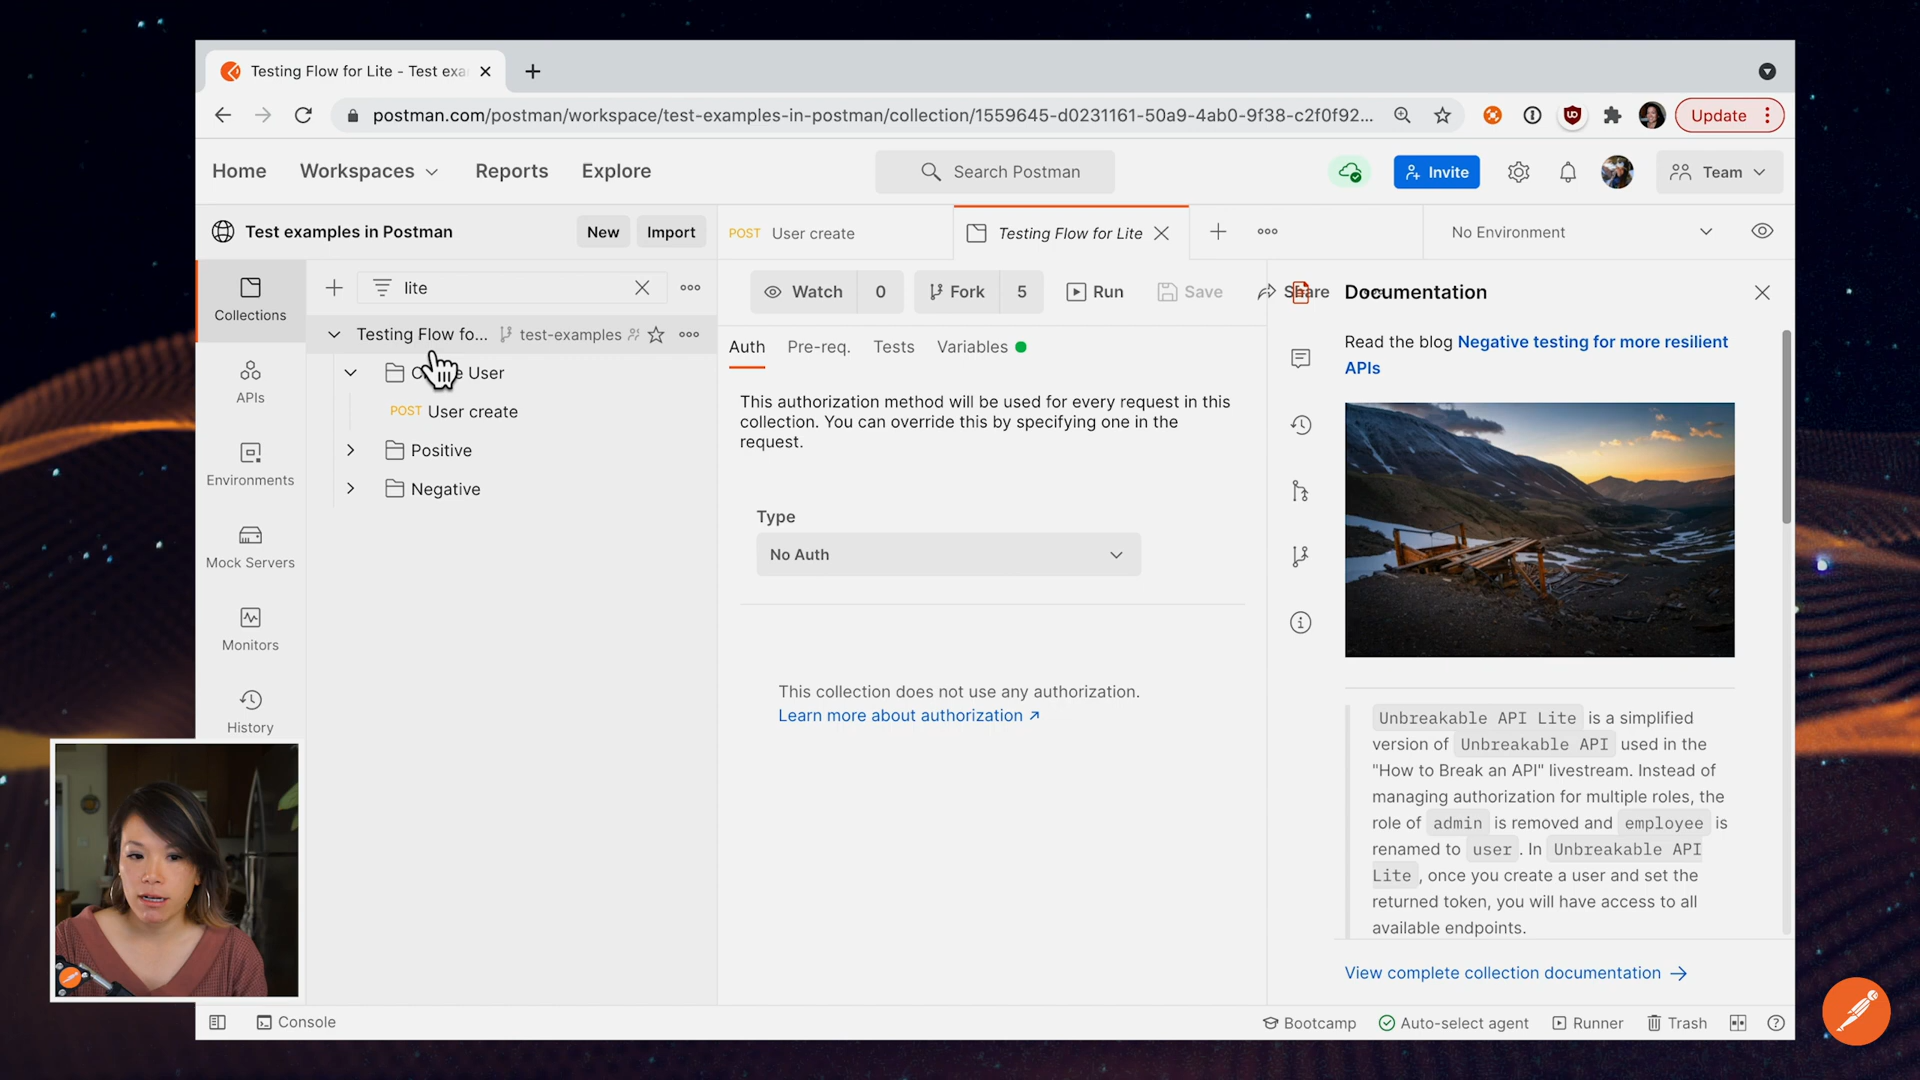 Testing Flow for Lite - Test exa
postman.com/postman/workspace/test-examples-in-postman/collection/1559645-d0231161-50a9-4ab0-9f38-c2f0f92...
Update
Home
Workspaces
Reports
Explore
Search Postman
Invite
Team
Test examples in Postman
New
Import
POST User create
Testing Flow for Lite
No Environment
Collections
APIs
Environments
Mock Servers
Monitors
History
lite
Testing Flow fo...
test-examples
User
POST User create
Positive
Negative
Watch 0
Fork 5
Run
Save
Share
Auth
Pre-req.
Tests
Variables
This authorization method will be used for every request in this
collection. You can override this by specifying one in the
request.
Type
No Auth
This collection does not use any authorization.
Learn more about authorization ↗
Documentation
Read the blog Negative testing for more resilient
APIs
Unbreakable API Lite is a simplified
version of Unbreakable API used in the
"How to Break an API" livestream. Instead of
managing authorization for multiple roles, the
role of admin is removed and employee is
renamed to user . In Unbreakable API
Lite , once you create a user and set the
returned token, you will have access to all
available endpoints.
View complete collection documentation →
Console
Bootcamp
Auto-select agent
Runner
Trash